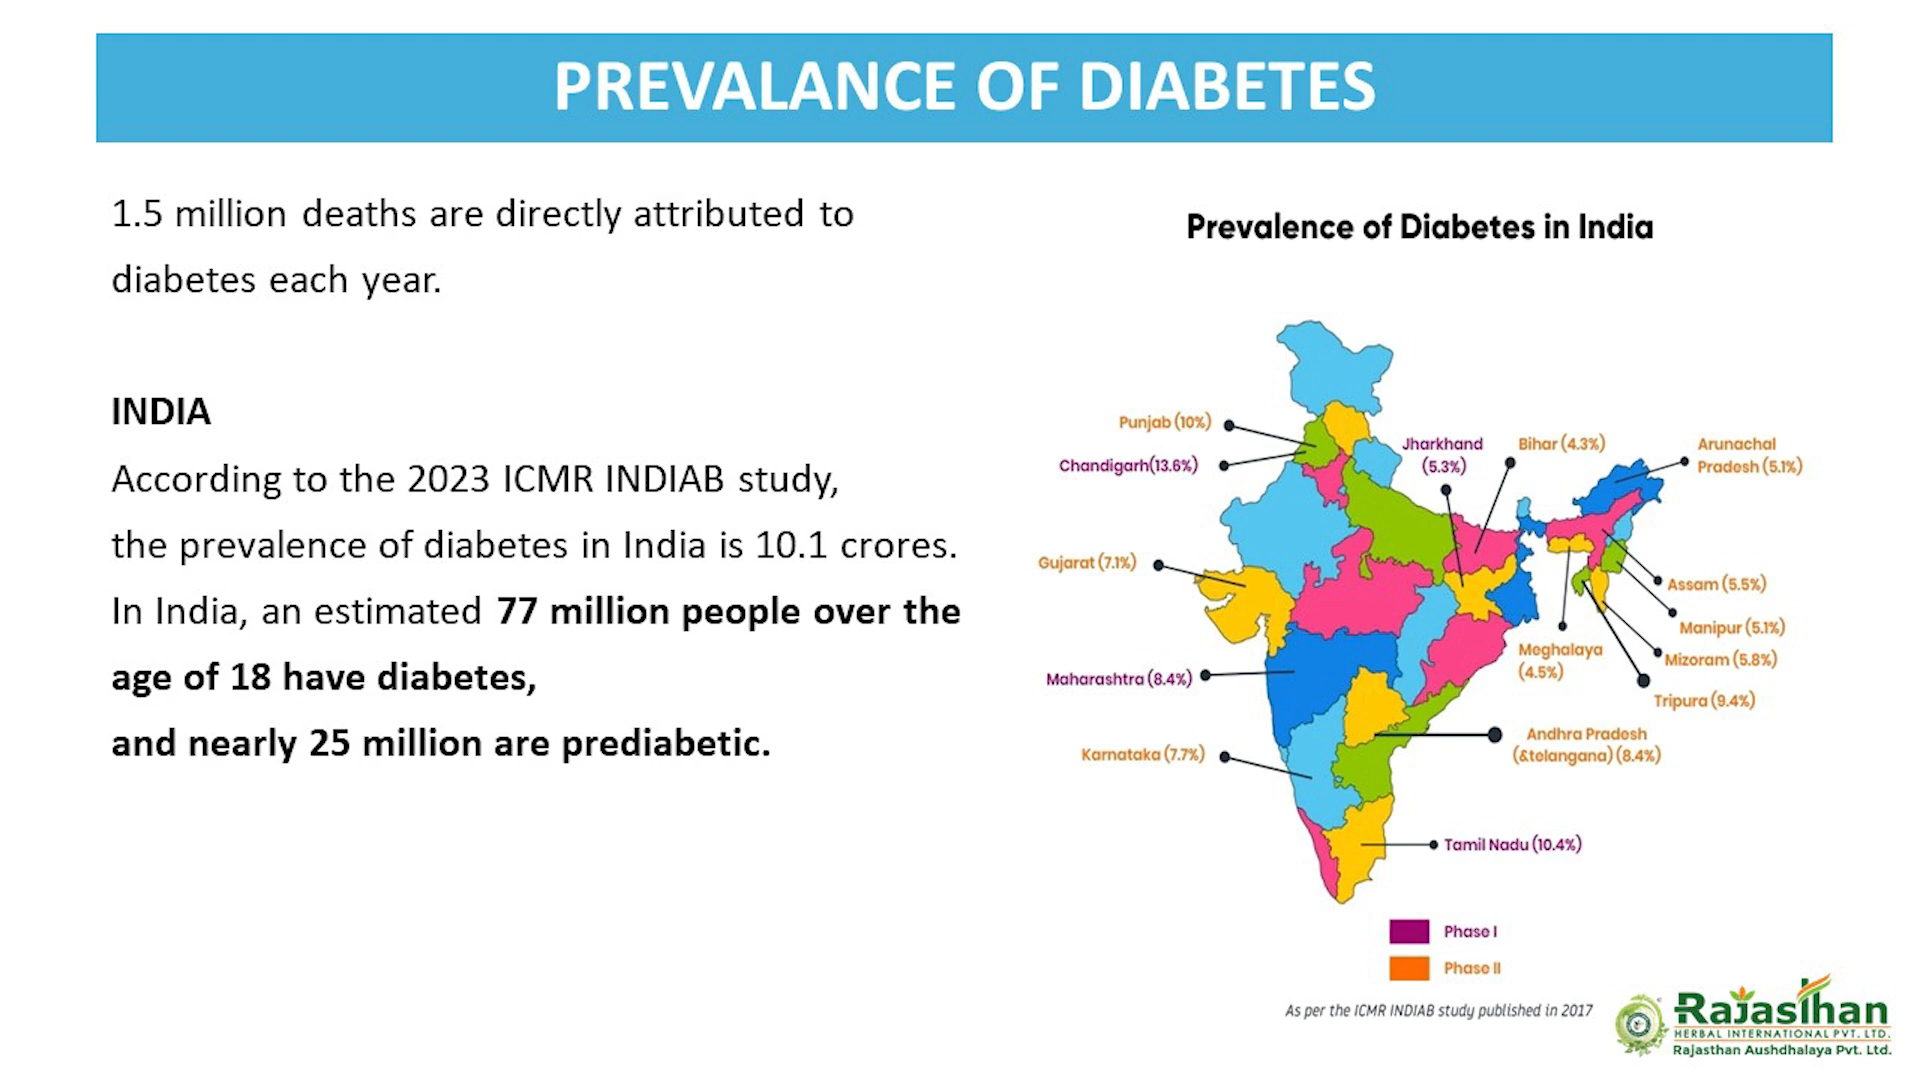 PREVALANCE OF DIABETES
1.5 million deaths are directly attributed to
diabetes each year.
INDIA
According to the 2023 ICMR INDIAB study,
the prevalence of diabetes in India is 10.1 crores.
In India, an estimated 77 million people over the
age of 18 have diabetes,
and nearly 25 million are prediabetic.
Prevalence of Diabetes in India
Punjab (10%)
Chandigarh(13.6%)
Jharkhand
(5.3%)
Bihar (4.3%)
Arunachal
Pradesh (5.1%)
Gujarat (7.1%)
Assam (5.5%)
Manipur (5.1%)
Meghalaya
(4.5%)
Mizoram (5.8%)
Tripura (9.4%)
Maharashtra (8.4%)
Andhra Pradesh
(&telangana) (8.4%)
Karnataka (7.7%)
Tamil Nadu (10.4%)
Phase I
Phase II
As per the ICMR INDIAB study published in 2017
Rajasthan
HERBAL INTERNATIONAL PVT. LTD.
Rajasthan Aushdhalaya Pvt. Ltd.